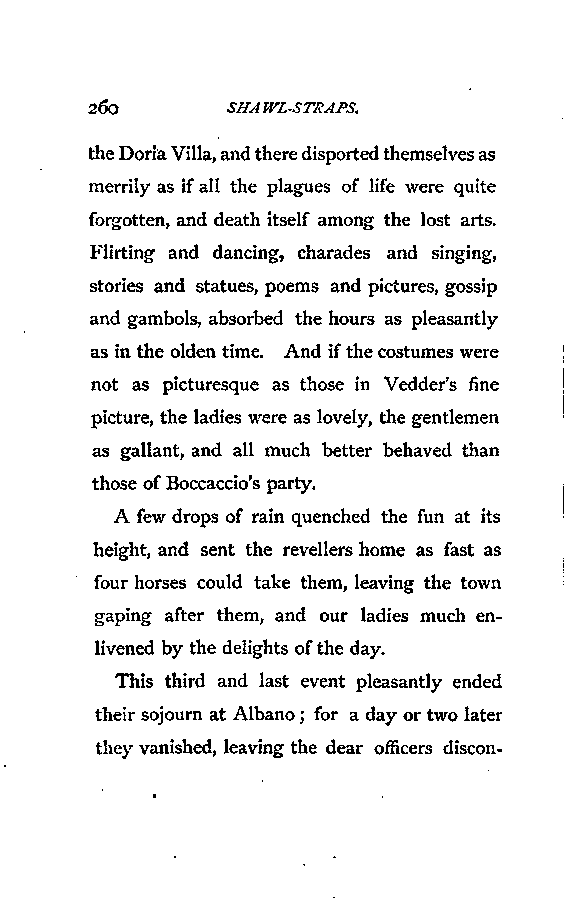 260 SHAWL-STRAPS.
the Doria Villa, and there disported themselves as
merrily as if all the plagues of life were quite
forgotten, and death itself among the lost arts.
Flirting and dancing, charades and singing,
stories and statues, poems and pictures, gossip
and gambols, absorbed the hours as pleasantly
as in the olden time. And if the costumes were
not as picturesque as those in Vedder's fine
picture, the ladies were as lovely, the gentlemen
as gallant, and all much better behaved than
those of Boccaccio's party.
A few drops of rain quenched the fun at its
height, and sent the revellers home as fast as
four horses could take them, leaving the town
gaping after them, and our ladies much en-
livened by the delights of the day.
This third and last event pleasantly ended
their sojourn at Albano; for a day or two later
they vanished, leaving the dear officers discon-